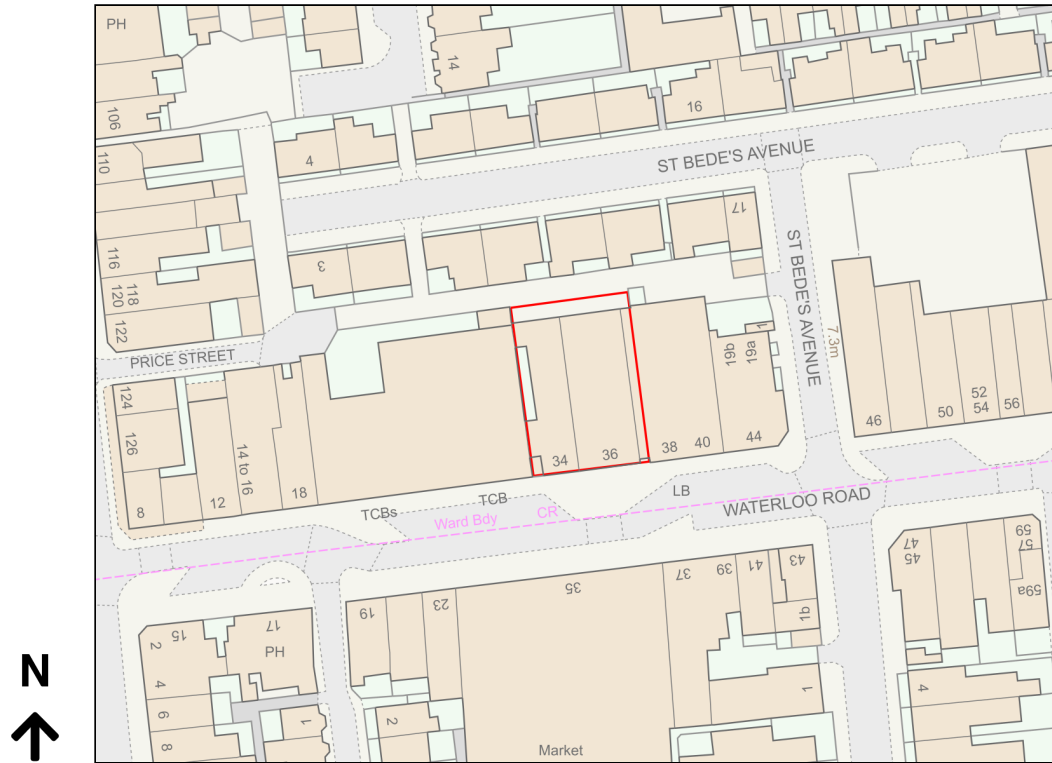 PH
14
106
16
110
4
ST BEDE'S AVENUE
17
116
118
120
122
3
ST BEDE'S AVENUE
7.3m
PRICE STREET
1
19a
19b
124
126
8
12
14 to 16
18
34
36
38
40
44
46
50
52
54
56
TCBs
TCB
LB
Ward Bdy
CR
WATERLOO ROAD
2
15
17
PH
4
6
8
1
19
23
35
37
39
41
43
1b
2
1
Market
47
45
59
57
59a
4
N